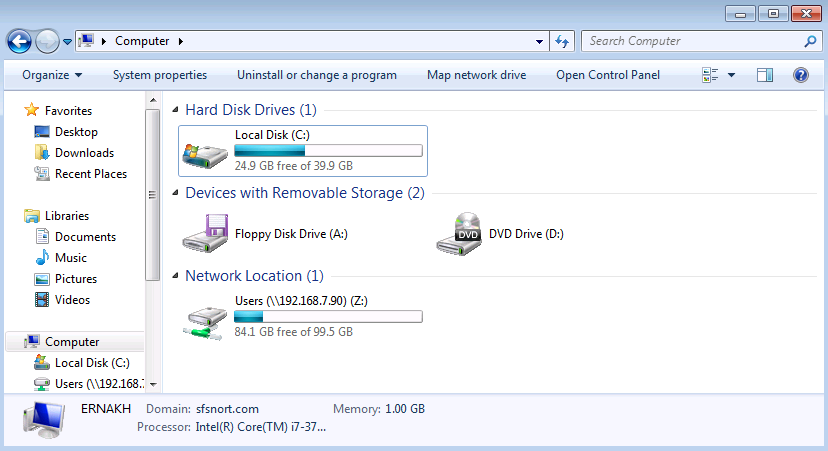 Computer
Search Computer
Organize System properties Uninstall or change a program Map network drive Open Control Panel
Favorites
Desktop
Downloads
Recent Places
Libraries
Documents
Music
Pictures
Videos
Computer
Local Disk (C:)
Users (\\192.168.7
Hard Disk Drives (1)
Local Disk (C:)
24.9 GB free of 39.9 GB
Devices with Removable Storage (2)
Floppy Disk Drive (A:)
DVD
DVD Drive (D:)
Network Location (1)
Users (\\192.168.7.90) (Z:)
84.1 GB free of 99.5 GB
ERNAKH Domain: sfsnort.com Memory: 1.00 GB
Processor: Intel(R) Core(TM) i7-37...